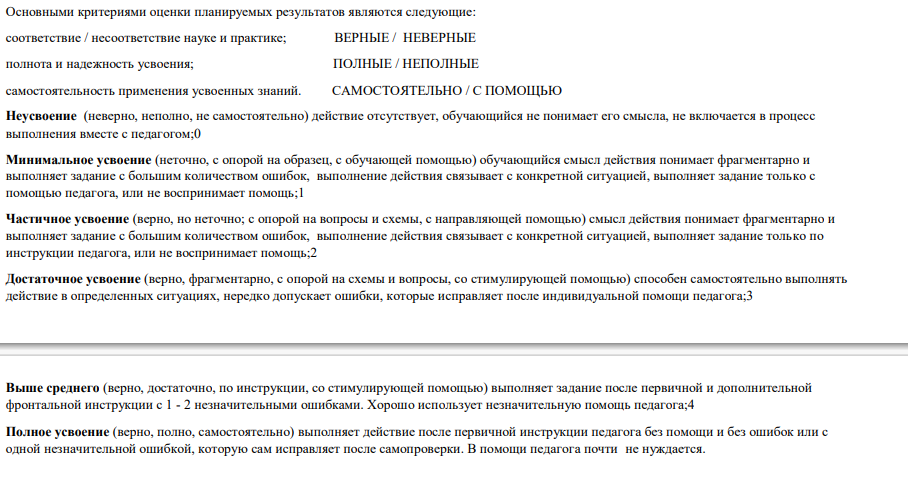 Основными критериями оценки планируемых результатов являются следующие:
соответствие / несоответствие науке и практике; ВЕРНЫЕ / НЕВЕРНЫЕ
полнота и надежность усвоения; ПОЛНЫЕ / НЕПОЛНЫЕ
самостоятельность применения усвоенных знаний. САМОСТОЯТЕЛЬНО / С ПОМОЩЬЮ
Неусвоение (неверно, неполно, не самостоятельно) действие отсутствует, обучающийся не понимает его смысла, не включается в процесс
выполнения вместе с педагогом;0
Минимальное усвоение (неточно, с опорой на образец, с обучающей помощью) обучающийся смысл действия понимает фрагментарно и
выполняет задание с большим количеством ошибок, выполнение действия связывает с конкретной ситуацией, выполняет задание только с
помощью педагога, или не воспринимает помощь;1
Частичное усвоение (верно, но неточно; с опорой на вопросы и схемы, с направляющей помощью) смысл действия понимает фрагментарно и
выполняет задание с большим количеством ошибок, выполнение действия связывает с конкретной ситуацией, выполняет задание только по
инструкции педагога, или не воспринимает помощь;2
Достаточное усвоение (верно, фрагментарно, с опорой на схемы и вопросы, со стимулирующей помощью) способен самостоятельно выполнять
действие в определенных ситуациях, нередко допускает ошибки, которые исправляет после индивидуальной помощи педагога;3
Выше среднего (верно, достаточно, по инструкции, со стимулирующей помощью) выполняет задание после первичной и дополнительной
фронтальной инструкции с 1 - 2 незначительными ошибками. Хорошо использует незначительную помощь педагога;4
Полное усвоение (верно, полно, самостоятельно) выполняет действие после первичной инструкции педагога без помощи и без ошибок или с
одной незначительной ошибкой, которую сам исправляет после самопроверки. В помощи педагога почти не нуждается.